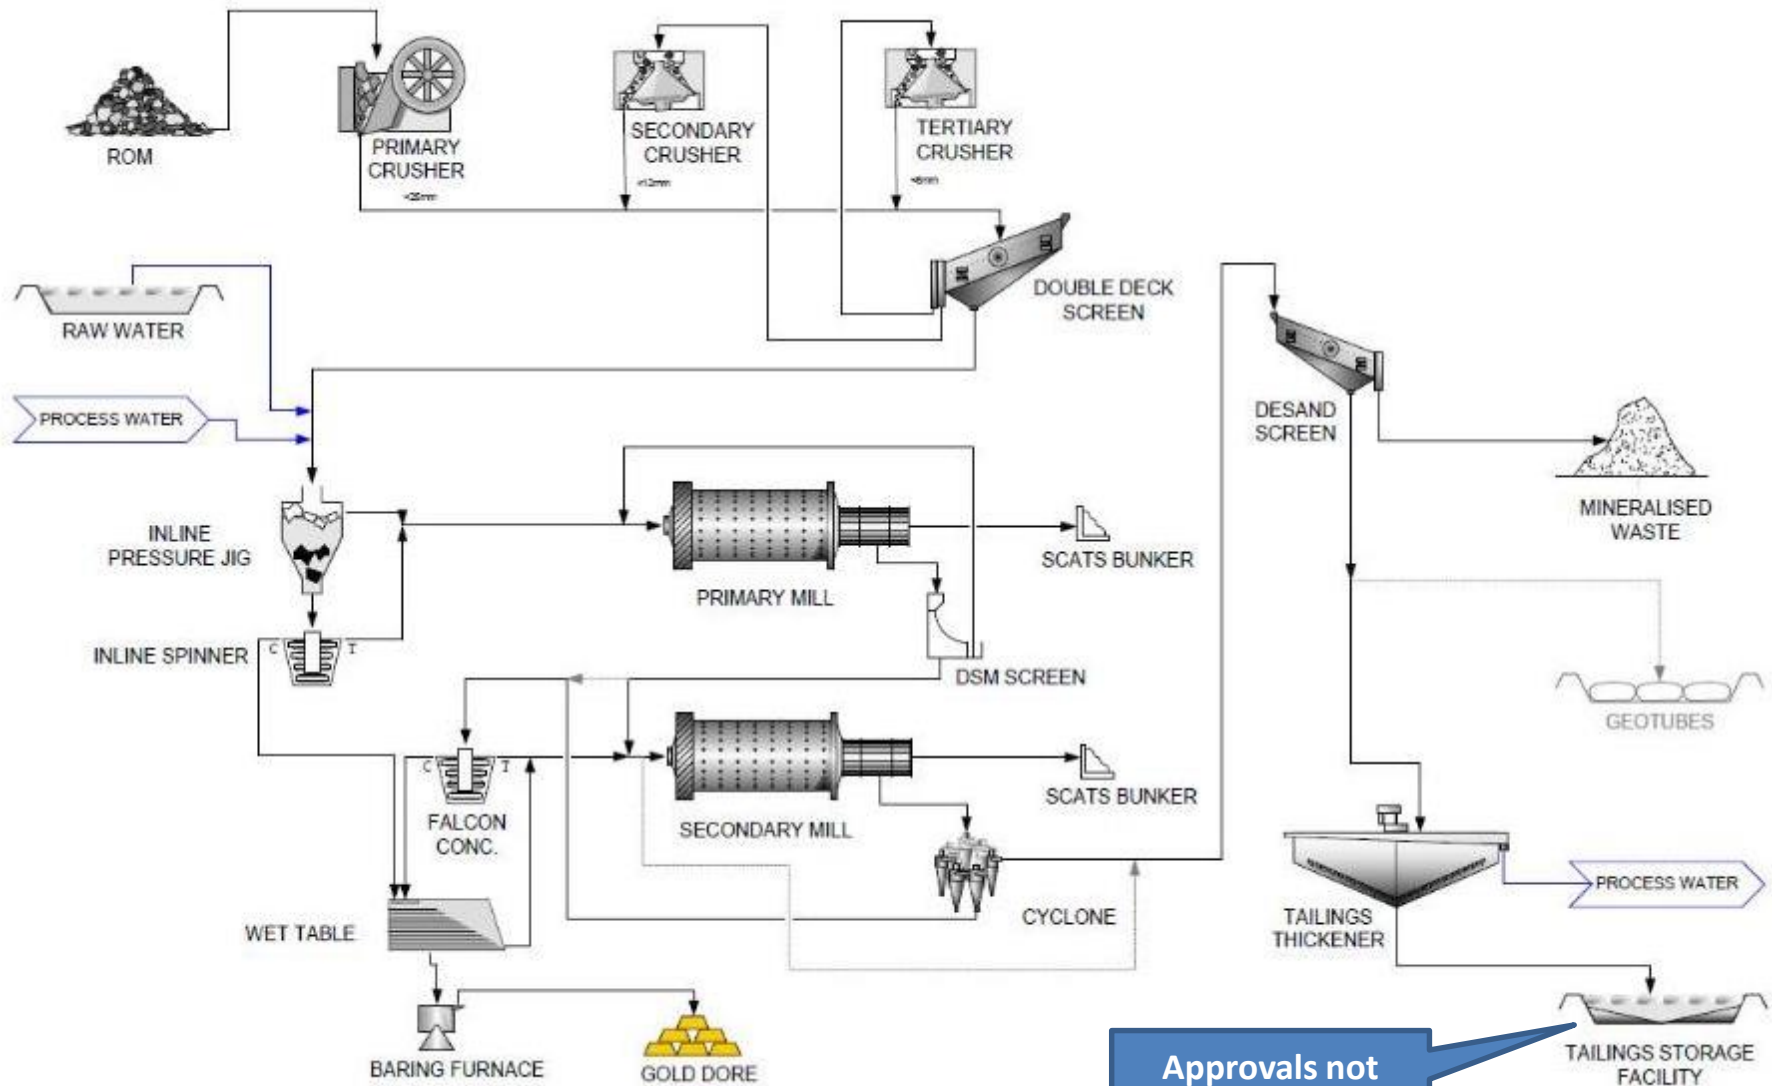 ROM
PRIMARY
CRUSHER
SECONDARY
CRUSHER
<12mm
TERTIARY
CRUSHER
DOUBLE DECK
SCREEN
RAW WATER
PROCESS WATER
DESAND
SCREEN
MINERALISED
WASTE
INLINE
PRESSURE JIG
PRIMARY MILL
SCATS BUNKER
INLINE SPINNER
C T
DSM SCREEN
GEOTUBES
C T
FALCON
CONC.
SECONDARY MILL
SCATS BUNKER
CYCLONE
WET TABLE
TAILINGS
THICKENER
PROCESS WATER
BARING FURNACE
GOLD DORE
Approvals not
TAILINGS STORAGE
FACILITY